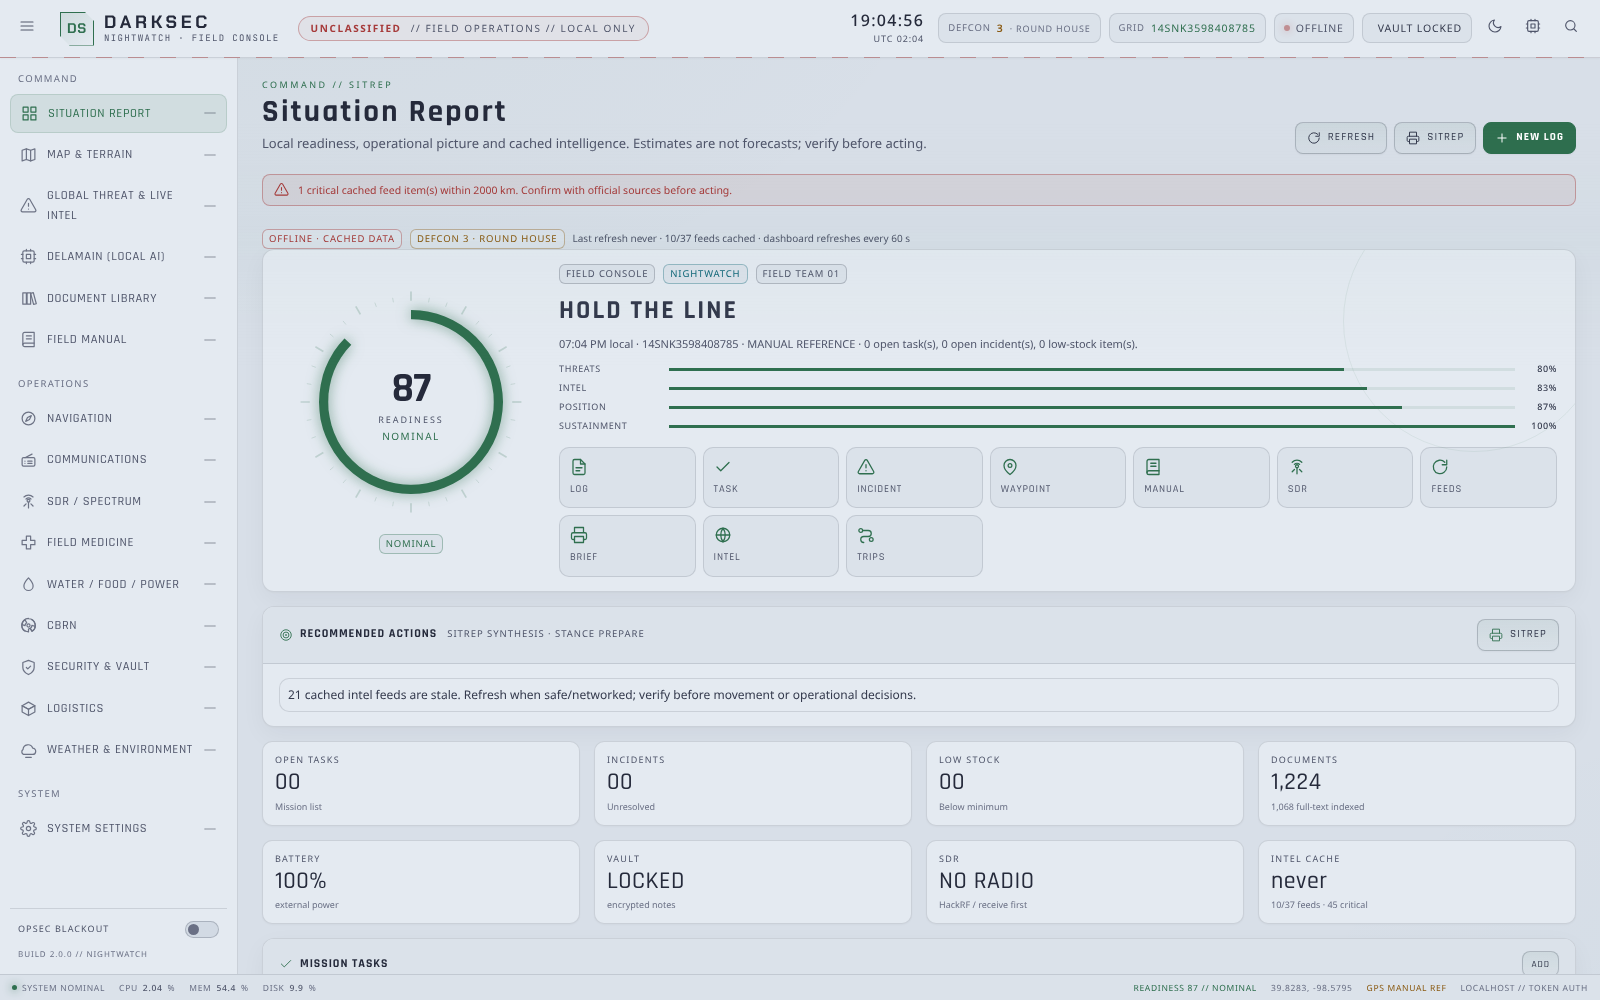 DS
DARKSEC
NIGHTWATCH · FIELD CONSOLE
UNCLASSIFIED // FIELD OPERATIONS // LOCAL ONLY
19:04:56
UTC 02:04
DEFCON 3 · ROUND HOUSE
GRID 14SNK3598408785
OFFLINE
VAULT LOCKED
COMMAND
SITUATION REPORT —
MAP & TERRAIN —
GLOBAL THREAT & LIVE
INTEL —
DELAMAIN (LOCAL AI) —
DOCUMENT LIBRARY —
FIELD MANUAL —
OPERATIONS
NAVIGATION —
COMMUNICATIONS —
SDR / SPECTRUM —
FIELD MEDICINE —
WATER / FOOD / POWER —
CBRN —
SECURITY & VAULT —
LOGISTICS —
WEATHER & ENVIRONMENT —
SYSTEM
SYSTEM SETTINGS —
OPSEC BLACKOUT
BUILD 2.0.0 // NIGHTWATCH
COMMAND // SITREP
Situation Report
Local readiness, operational picture and cached intelligence. Estimates are not forecasts; verify before acting.
REFRESH
SITREP
NEW LOG
1 critical cached feed item(s) within 2000 km. Confirm with official sources before acting.
OFFLINE · CACHED DATA
DEFCON 3 · ROUND HOUSE
Last refresh never · 10/37 feeds cached · dashboard refreshes every 60 s
87
READINESS
NOMINAL
NOMINAL
FIELD CONSOLE
NIGHTWATCH
FIELD TEAM 01
HOLD THE LINE
07:04 PM local · 14SNK3598408785 · MANUAL REFERENCE · 0 open task(s), 0 open incident(s), 0 low-stock item(s).
THREATS 80%
INTEL 83%
POSITION 87%
SUSTAINMENT 100%
LOG
TASK
INCIDENT
WAYPOINT
MANUAL
SDR
FEEDS
BRIEF
INTEL
TRIPS
RECOMMENDED ACTIONS SITREP SYNTHESIS · STANCE PREPARE
SITREP
21 cached intel feeds are stale. Refresh when safe/networked; verify before movement or operational decisions.
OPEN TASKS
00
Mission list
INCIDENTS
00
Unresolved
LOW STOCK
00
Below minimum
DOCUMENTS
1,224
1,068 full-text indexed
BATTERY
100%
external power
VAULT
LOCKED
encrypted notes
SDR
NO RADIO
HackRF / receive first
INTEL CACHE
never
10/37 feeds · 45 critical
MISSION TASKS
ADD
SYSTEM NOMINAL CPU 2.04 % MEM 54.4 % DISK 9.9 %
READINESS 87 // NOMINAL 39.8283, -98.5795 GPS MANUAL REF LOCALHOST // TOKEN AUTH